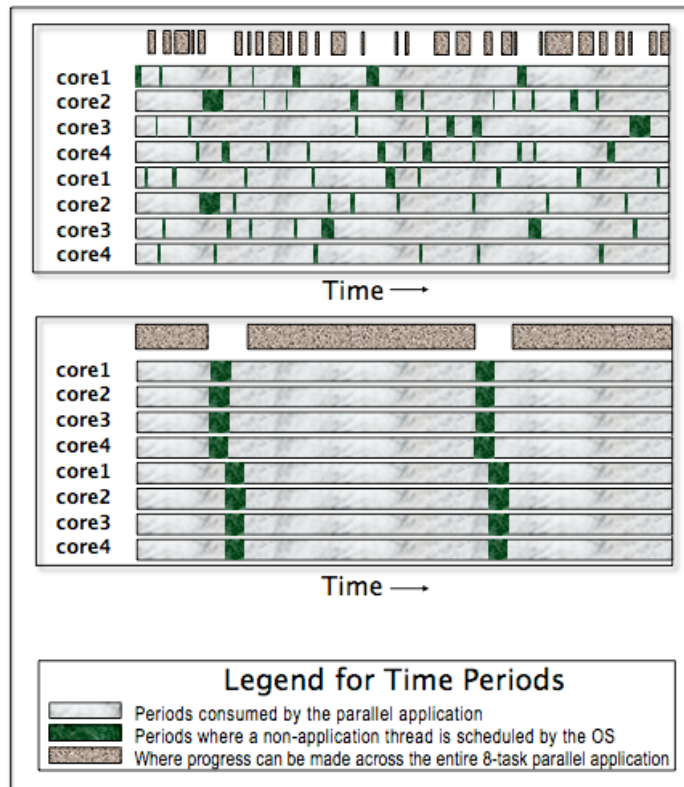 core1
core2
core3
core4
core1
core2
core3
core4
Time
core1
core2
core3
core4
core1
core2
core3
core4
Time
Legend for Time Periods
Periods consumed by the parallel application
Periods where a non-application thread is scheduled by the OS
Where progress can be made across the entire 8-task parallel application